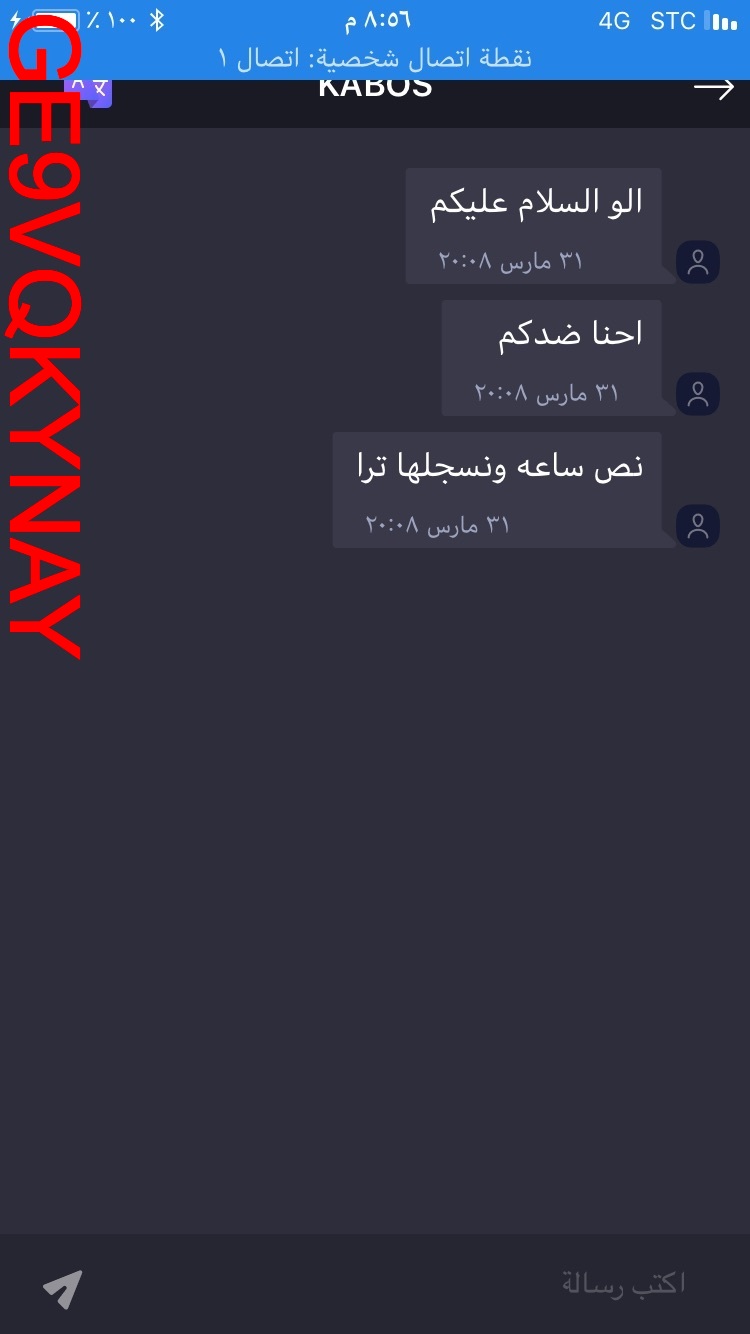 ٪ ١٠٠
٨:٥٦ م
4G STC
نقطة اتصال شخصية: اتصال ١
KABOS
A 文
الو السلام عليكم
٣١ مارس ٢٠:٠٨
احنا ضدكم
٣١ مارس ٢٠:٠٨
نص ساعه ونسجلها ترا
٣١ مارس ٢٠:٠٨
GE9VQKYNAY
اكتب رسالة